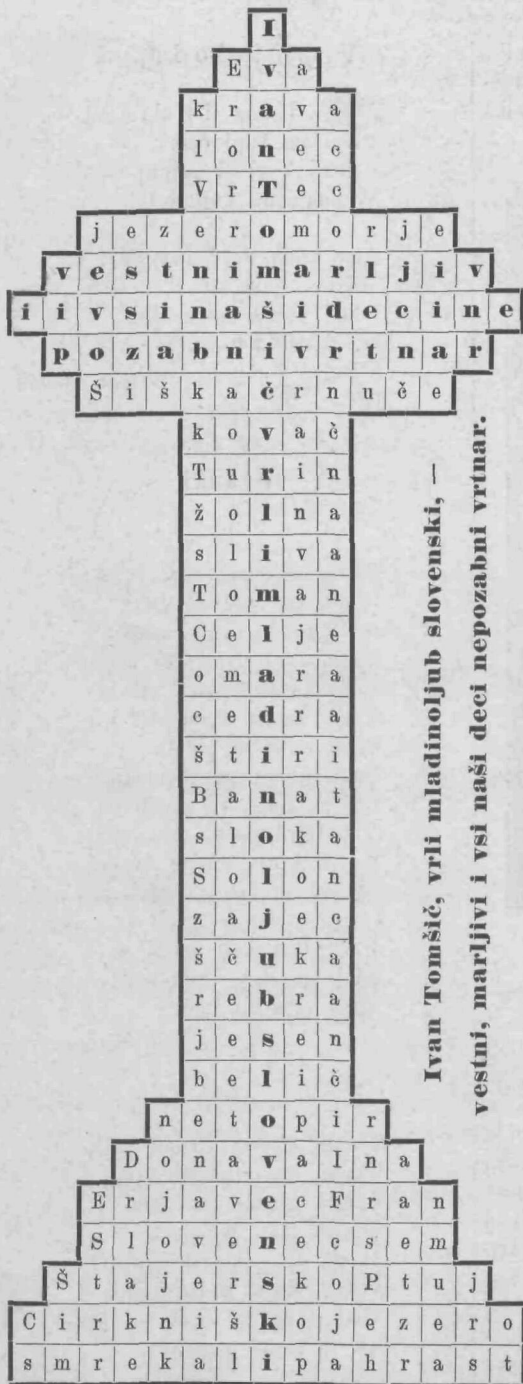 I
Eva
krava
lonec
VrTec
jezeromorje
vestnimarljiv
iivsinašidecine
pozabnivrtnar
Šiškačrnuče
kovač
Turin
žolna
sliva
Toman
Celje
omara
cedra
štiri
Banat
sloka
Solon
zajec
ščuka
rebra
jesen
belič
netopir
DonavaIna
ErjavecFran
Slovenecsem
ŠtajerskoPtuj
Cirkniškojezero
smrekalipahrast
Ivan Tomšič, vrli mladinoljub slovenski, —
vestni, marljivi i vsi naši deci nepozabni vrtnar.